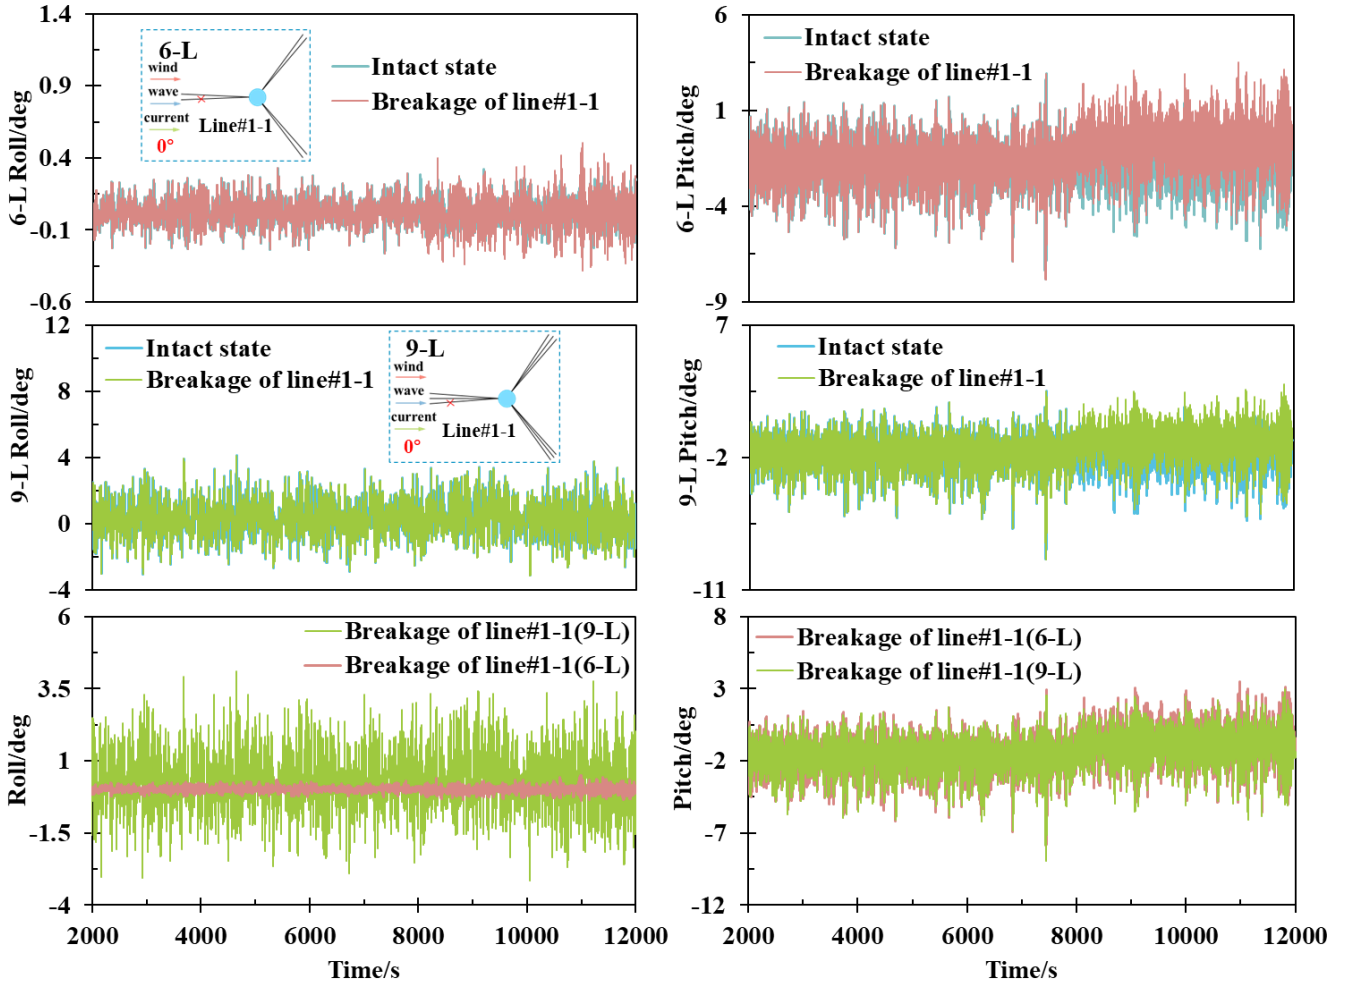 1.4
0.9
0.4
-0.1
-0.6
6-L Roll/deg
6-L
wind
wave
current
0°
Line#1-1
Intact state
Breakage of line#1-1
6
1
-4
-9
6-L Pitch/deg
Intact state
Breakage of line#1-1
12
8
4
0
-4
9-L Roll/deg
Intact state
Breakage of line#1-1
9-L
wind
wave
current
0°
Line#1-1
7
-2
-11
9-L Pitch/deg
Intact state
Breakage of line#1-1
6
3.5
1
-1.5
-4
Roll/deg
Breakage of line#1-1(9-L)
Breakage of line#1-1(6-L)
2000 4000 6000 8000 10000 12000
Time/s
8
3
-2
-7
-12
Pitch/deg
Breakage of line#1-1(6-L)
Breakage of line#1-1(9-L)
2000 4000 6000 8000 10000 12000
Time/s